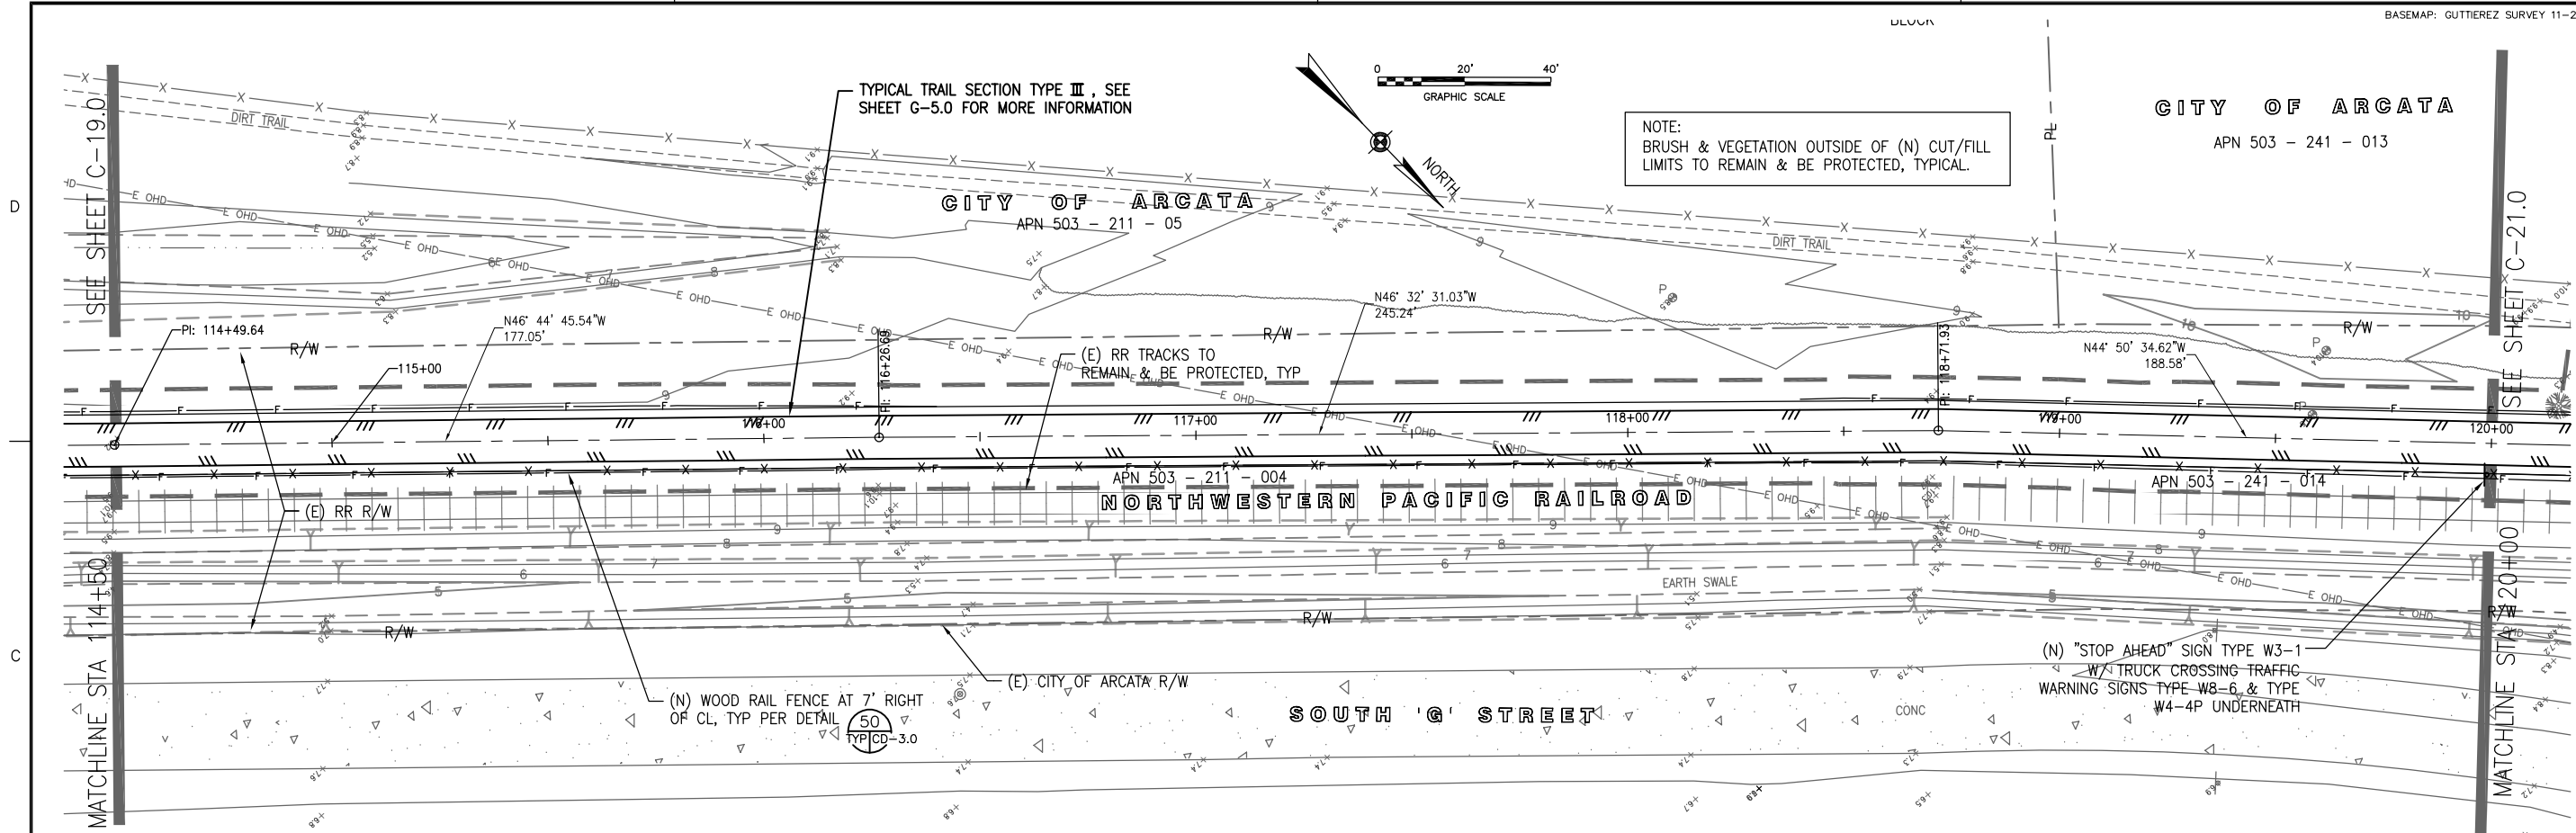 BASEMAP: GUTTIEREZ SURVEY 11-2
BLOCK
0 20' 40'
GRAPHIC SCALE
NORTH
TYPICAL TRAIL SECTION TYPE III , SEE
SHEET G-5.0 FOR MORE INFORMATION
NOTE:
BRUSH & VEGETATION OUTSIDE OF (N) CUT/FILL
LIMITS TO REMAIN & BE PROTECTED, TYPICAL.
PL
CITY OF ARCATA
APN 503 - 241 - 013
SEE SHEET C-19.0
DIRT TRAIL
D
CITY OF ARCATA
APN 503 - 211 - 05
DIRT TRAIL
SEE SHEET C-21.0
E OHD
PI: 114+49.64
N46° 44' 45.54"W
177.05'
R/W
115+00
PI: 116+26.69
(E) RR TRACKS TO
REMAIN & BE PROTECTED, TYP
R/W
N46° 32' 31.03"W
245.24'
PI: 118+71.93
N44° 50' 34.62"W
188.58'
R/W
116+00
117+00
118+00
119+00
120+00
APN 503 - 211 - 004
NORTHWESTERN PACIFIC RAILROAD
APN 503 - 241 - 014
(E) RR R/W
EARTH SWALE
R/W
R/W
R/W
C
MATCHLINE STA 114+50
MATCHLINE STA 120+00
(N) WOOD RAIL FENCE AT 7' RIGHT
OF CL, TYP PER DETAIL
50
TYP CD-3.0
(E) CITY OF ARCATA R/W
SOUTH 'G' STREET
CONC
(N) "STOP AHEAD" SIGN TYPE W3-1
W/ TRUCK CROSSING TRAFFIC
WARNING SIGNS TYPE W8-6 & TYPE
W4-4P UNDERNEATH